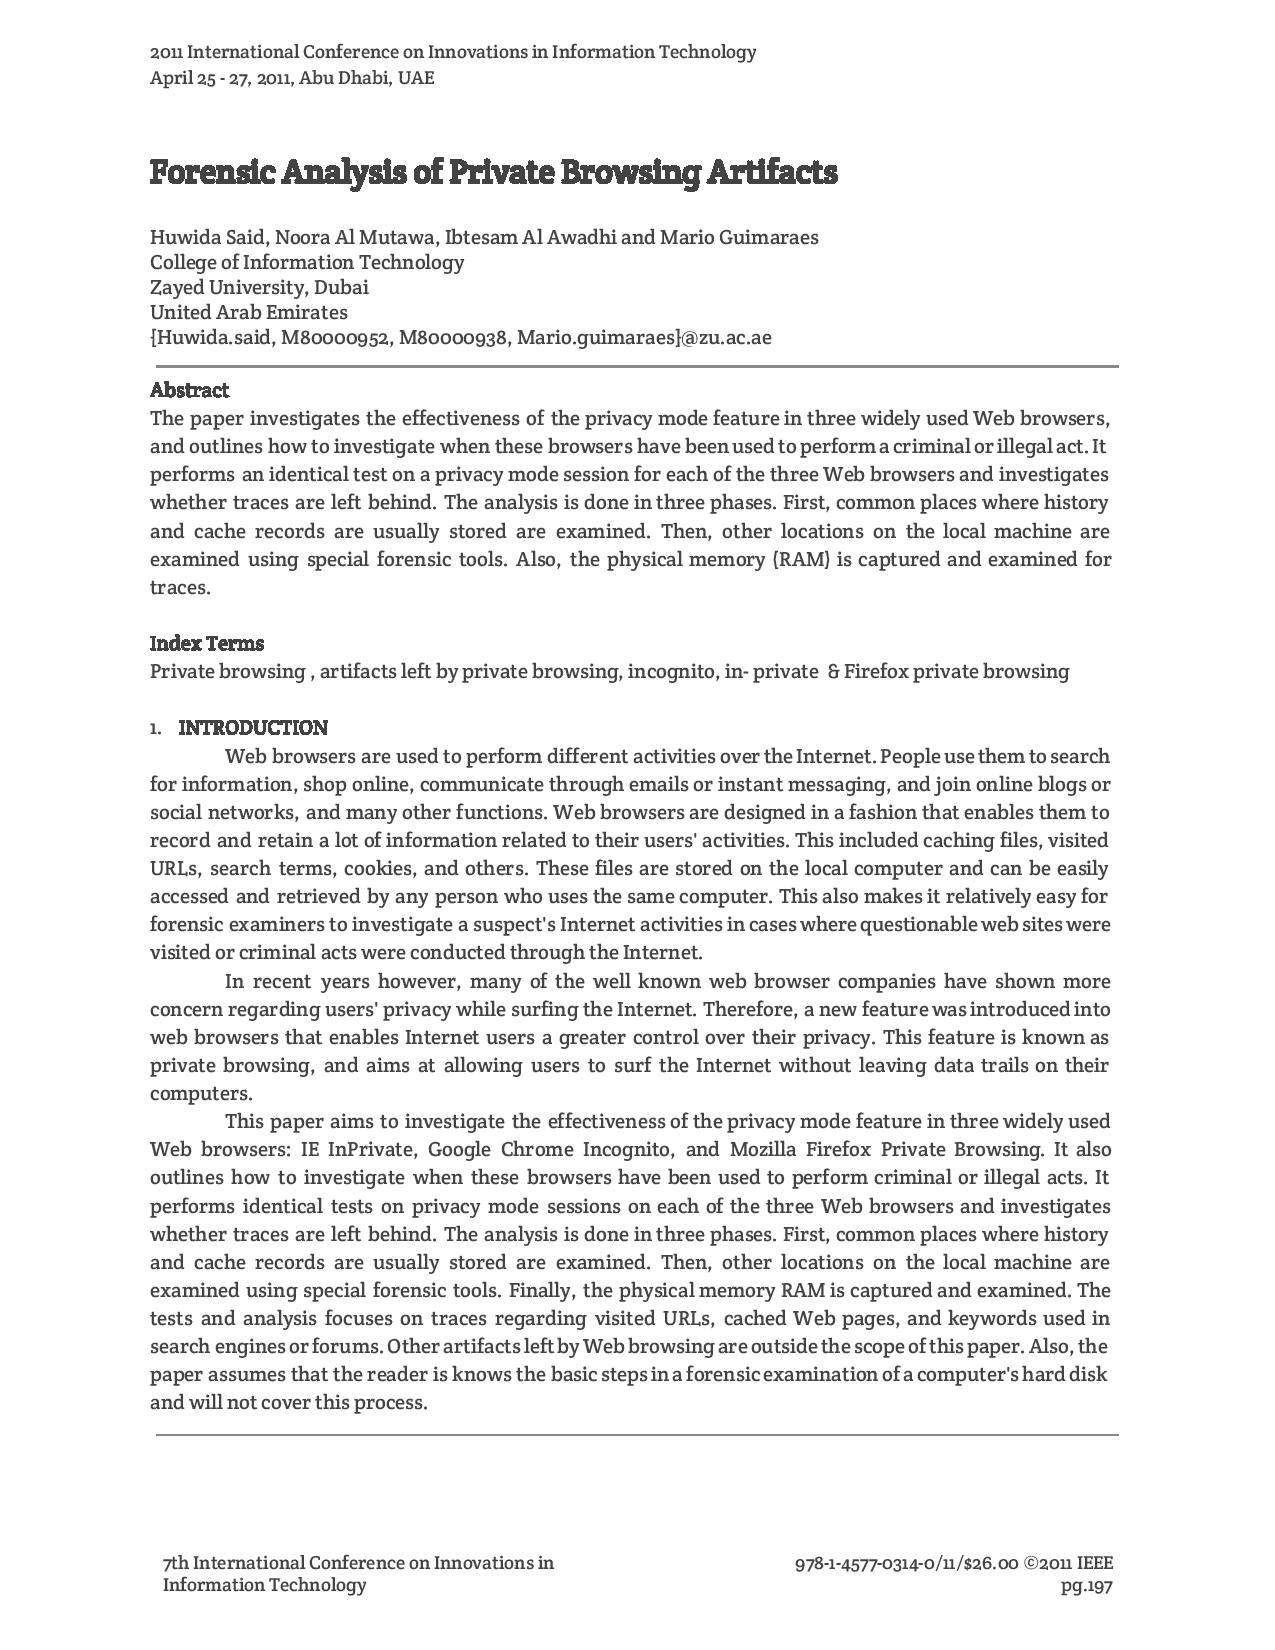 2011 International Conference on Innovations in Information Technology
April 25 - 27, 2011, Abu Dhabi, UAE
Forensic Analysis of Private Browsing Artifacts
Huwida Said, Noora Al Mutawa, Ibtesam Al Awadhi and Mario Guimaraes
College of Information Technology
Zayed University, Dubai
United Arab Emirates
{Huwida.said, M80000952, M80000938, Mario.guimaraes}@zu.ac.ae
Abstract
The paper investigates the effectiveness of the privacy mode feature in three widely used Web browsers,
and outlines how to investigate when these browsers have been used to perform a criminal or illegal act. It
performs an identical test on a privacy mode session for each of the three Web browsers and investigates
whether traces are left behind. The analysis is done in three phases. First, common places where history
and cache records are usually stored are examined. Then, other locations on the local machine are
examined using special forensic tools. Also, the physical memory (RAM) is captured and examined for
traces.
Index Terms
Private browsing , artifacts left by private browsing, incognito, in- private & Firefox private browsing
1. INTRODUCTION
Web browsers are used to perform different activities over the Internet. People use them to search
for information, shop online, communicate through emails or instant messaging, and join online blogs or
social networks, and many other functions. Web browsers are designed in a fashion that enables them to
record and retain a lot of information related to their users' activities. This included caching files, visited
URLs, search terms, cookies, and others. These files are stored on the local computer and can be easily
accessed and retrieved by any person who uses the same computer. This also makes it relatively easy for
forensic examiners to investigate a suspect's Internet activities in cases where questionable web sites were
visited or criminal acts were conducted through the Internet.
In recent years however, many of the well known web browser companies have shown more
concern regarding users' privacy while surfing the Internet. Therefore, a new feature was introduced into
web browsers that enables Internet users a greater control over their privacy. This feature is known as
private browsing, and aims at allowing users to surf the Internet without leaving data trails on their
computers.
This paper aims to investigate the effectiveness of the privacy mode feature in three widely used
Web browsers: IE InPrivate, Google Chrome Incognito, and Mozilla Firefox Private Browsing. It also
outlines how to investigate when these browsers have been used to perform criminal or illegal acts. It
performs identical tests on privacy mode sessions on each of the three Web browsers and investigates
whether traces are left behind. The analysis is done in three phases. First, common places where history
and cache records are usually stored are examined. Then, other locations on the local machine are
examined using special forensic tools. Finally, the physical memory RAM is captured and examined. The
tests and analysis focuses on traces regarding visited URLs, cached Web pages, and keywords used in
search engines or forums. Other artifacts left by Web browsing are outside the scope of this paper. Also, the
paper assumes that the reader is knows the basic steps in a forensic examination of a computer's hard disk
and will not cover this process.
7th International Conference on Innovations in
Information Technology
978-1-4577-0314-0/11/$26.00 ©2011 IEEE
pg.197